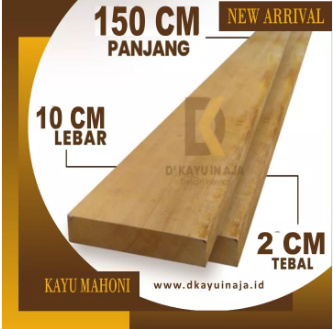 NEW ARRIVAL
150 CM
PANJANG
10 CM
LEBAR
D'KAYUINAJA
2 CM
TEBAL
KAYU MAHONI
www.dkayuinaja.id